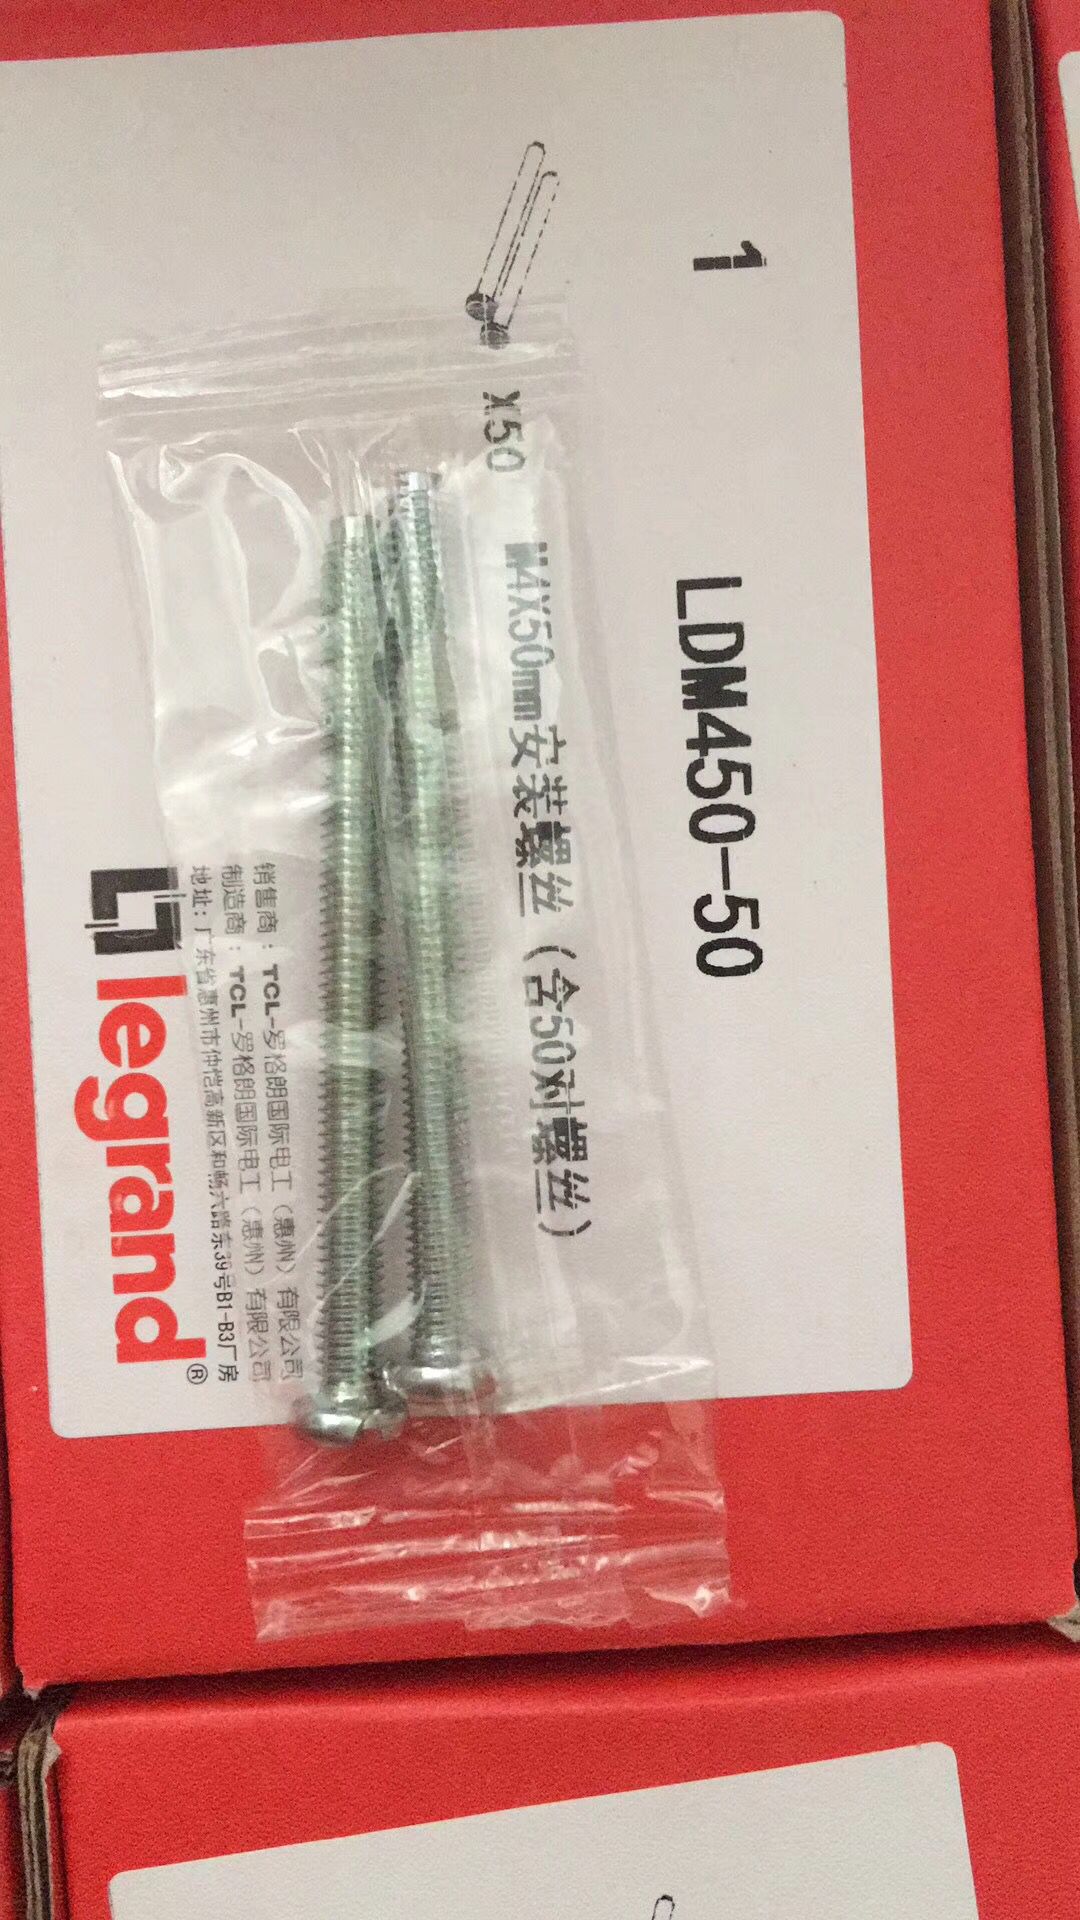 1
LDM450-50
X50
M4X50mm安装螺丝（含50对螺丝）
销售商：TCL-罗格朗国际电工（惠州）有限公司
制造商：TCL-罗格朗国际电工（惠州）有限公司
地址：广东省惠州市仲恺高新区和畅六路东39号B1-B3厂房
legrand®